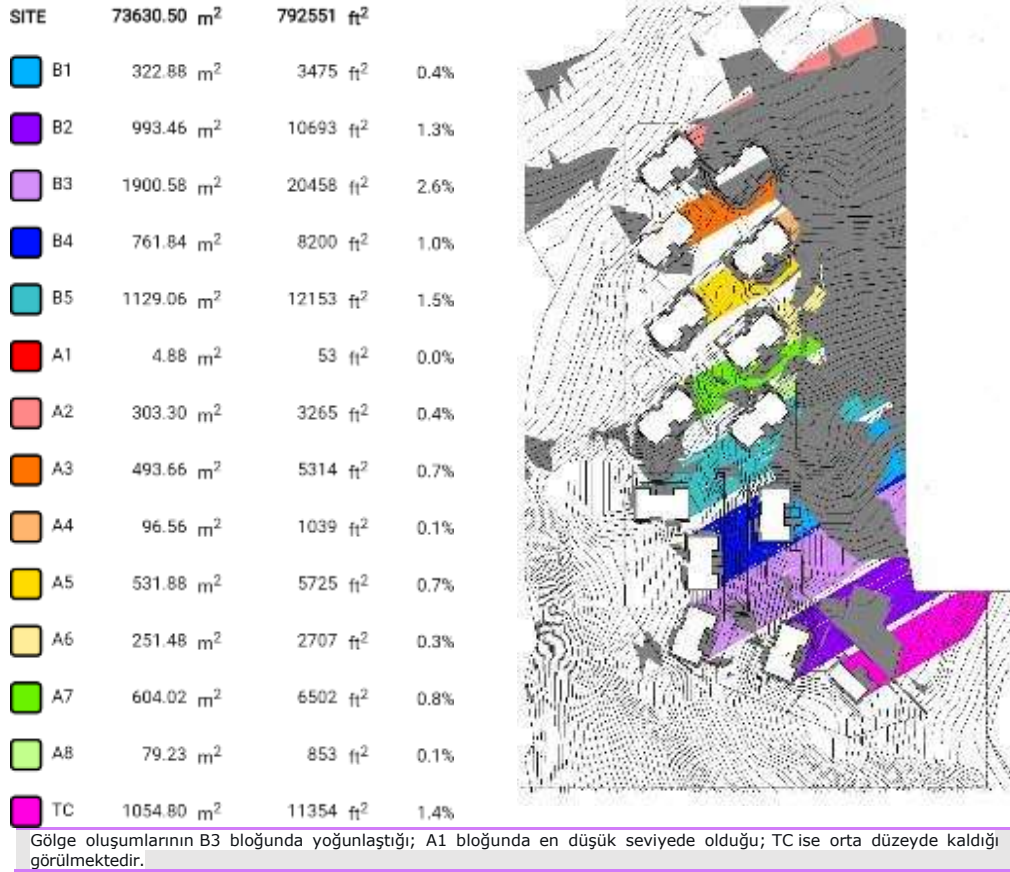 SITE 73630.50 m² 792551 ft²
B1 322.88 m² 3475 ft² 0.4%
B2 993.46 m² 10693 ft² 1.3%
B3 1900.58 m² 20458 ft² 2.6%
B4 761.84 m² 8200 ft² 1.0%
B5 1129.06 m² 12153 ft² 1.5%
A1 4.88 m² 53 ft² 0.0%
A2 303.30 m² 3265 ft² 0.4%
A3 493.66 m² 5314 ft² 0.7%
A4 96.56 m² 1039 ft² 0.1%
A5 531.88 m² 5725 ft² 0.7%
A6 251.48 m² 2707 ft² 0.3%
A7 604.02 m² 6502 ft² 0.8%
A8 79.23 m² 853 ft² 0.1%
TC 1054.80 m² 11354 ft² 1.4%
Gölge oluşumlarının B3 bloğunda yoğunlaştığı; A1 bloğunda en düşük seviyede olduğu; TC ise orta düzeyde kaldığı
görülmektedir.